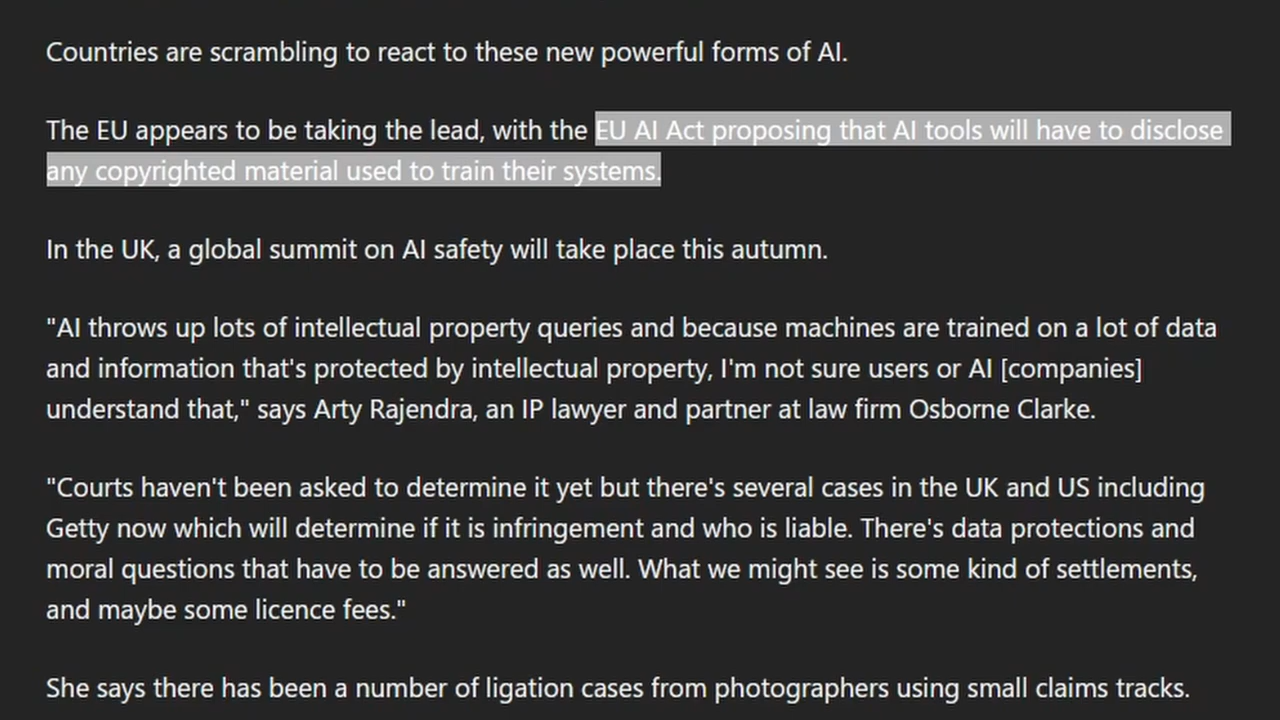 Countries are scrambling to react to these new powerful forms of AI.
The EU appears to be taking the lead, with the EU AI Act proposing that AI tools will have to disclose
any copyrighted material used to train their systems.
In the UK, a global summit on AI safety will take place this autumn.
"AI throws up lots of intellectual property queries and because machines are trained on a lot of data
and information that's protected by intellectual property, I'm not sure users or AI [companies]
understand that," says Arty Rajendra, an IP lawyer and partner at law firm Osborne Clarke.
"Courts haven't been asked to determine it yet but there's several cases in the UK and US including
Getty now which will determine if it is infringement and who is liable. There's data protections and
moral questions that have to be answered as well. What we might see is some kind of settlements,
and maybe some licence fees."
She says there has been a number of ligation cases from photographers using small claims tracks.